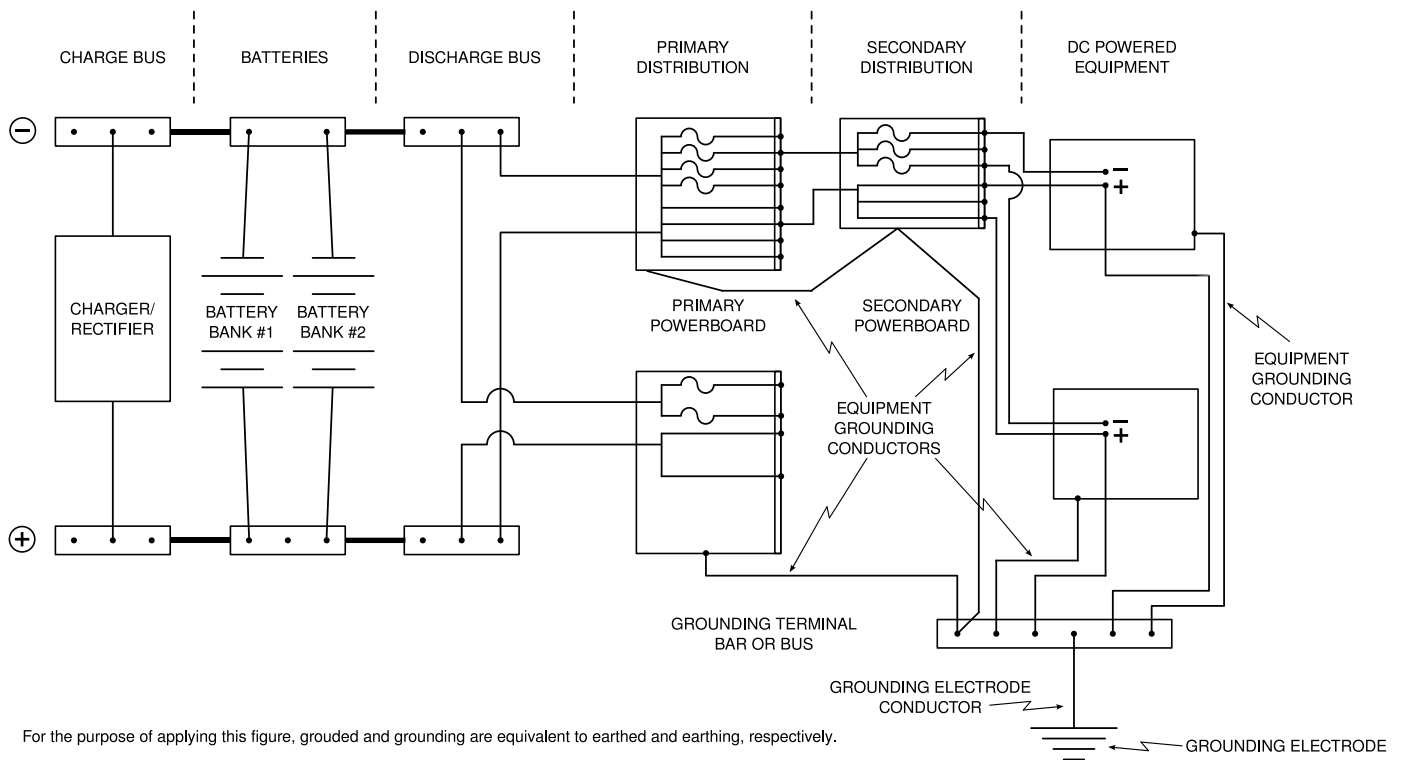 CHARGE BUS
BATTERIES
DISCHARGE BUS
PRIMARY
DISTRIBUTION
SECONDARY
DISTRIBUTION
DC POWERED
EQUIPMENT
−
+
CHARGER/
RECTIFIER
BATTERY
BANK #1
BATTERY
BANK #2
PRIMARY
POWERBOARD
SECONDARY
POWERBOARD
−
+
EQUIPMENT
GROUNDING
CONDUCTOR
EQUIPMENT
GROUNDING
CONDUCTORS
−
+
GROUNDING TERMINAL
BAR OR BUS
GROUNDING ELECTRODE
CONDUCTOR
GROUNDING ELECTRODE
For the purpose of applying this figure, grouded and grounding are equivalent to earthed and earthing, respectively.